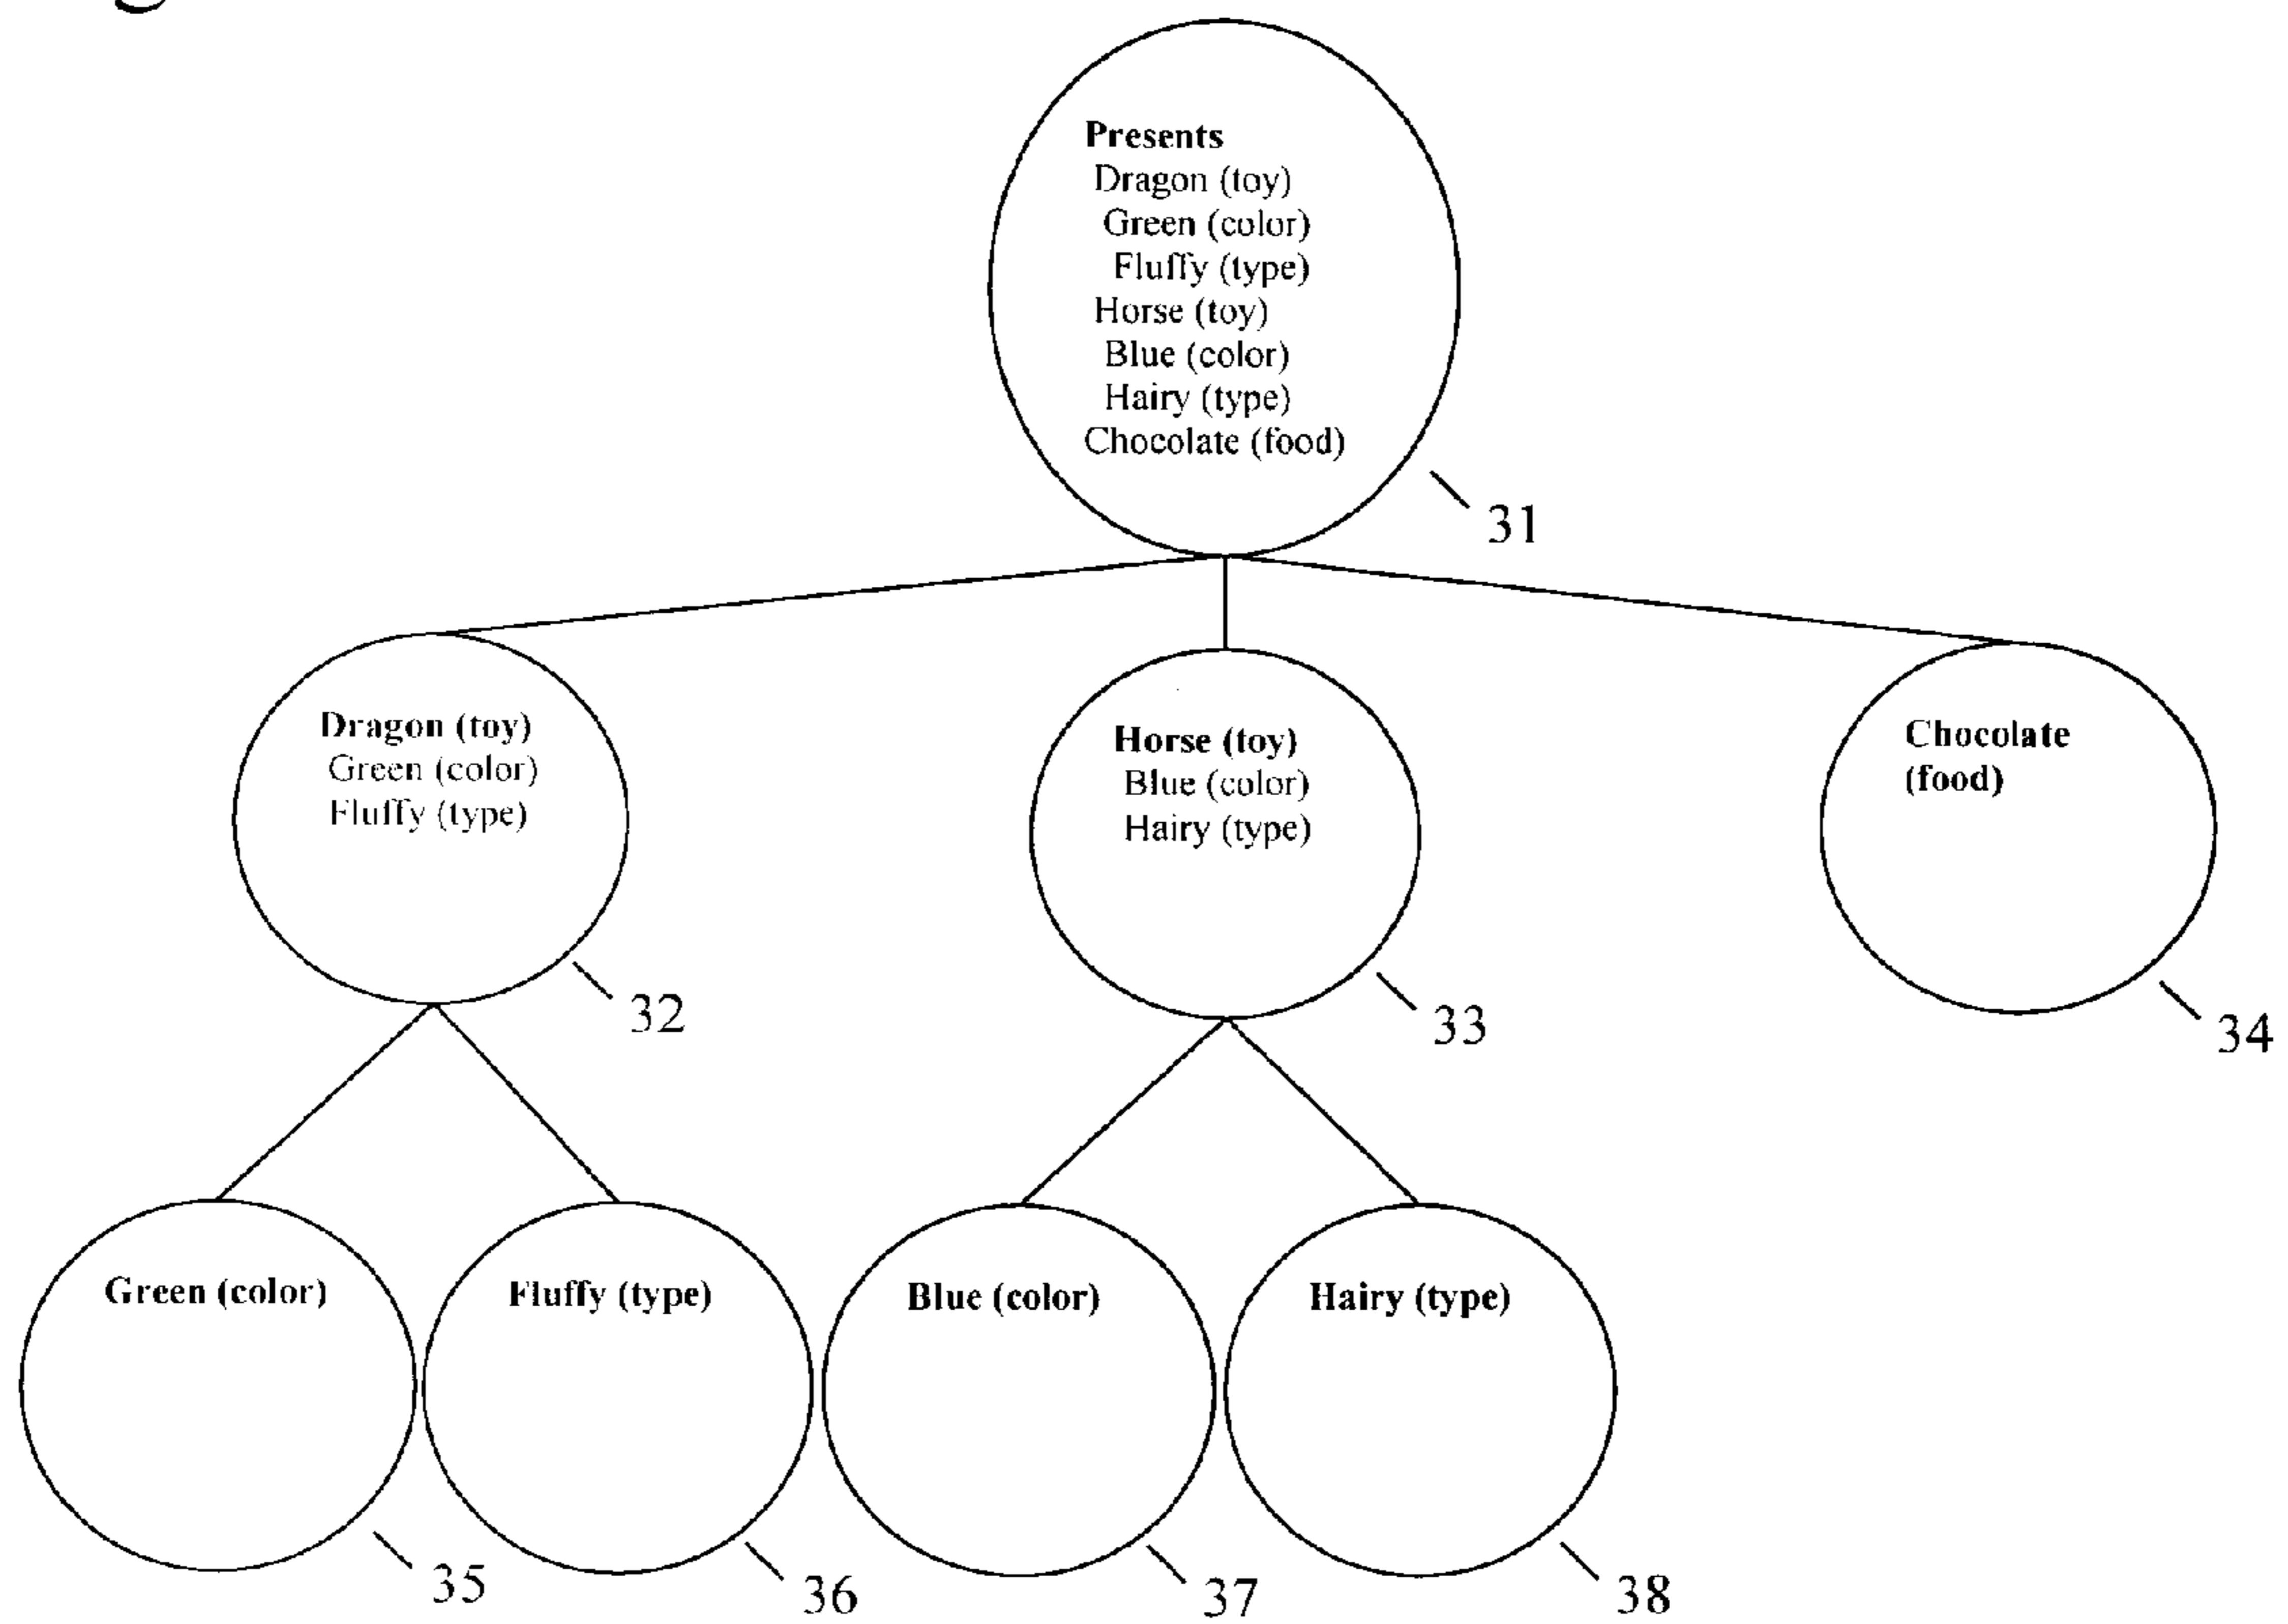 Presents
Dragon (toy)
Green (color)
Fluffy (type)
Horse (toy)
Blue (color)
Hairy (type)
Chocolate (food)
31
Dragon (toy)
Green (color)
Fluffy (type)
32
Horse (toy)
Blue (color)
Hairy (type)
33
Chocolate
(food)
34
Green (color)
35
Fluffy (type)
36
Blue (color)
37
Hairy (type)
38